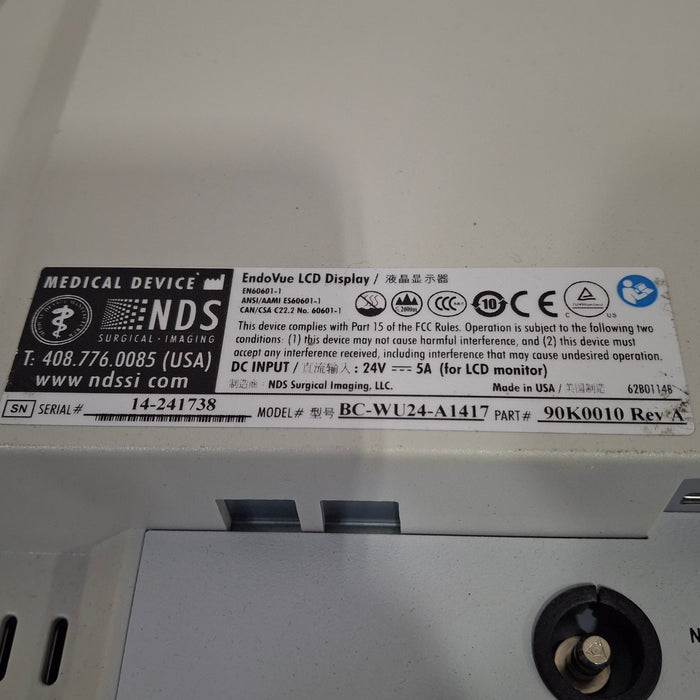 MEDICAL DEVICE
NDS
SURGICAL · IMAGING
T: 408.776.0085 (USA)
www.ndssi.com
EndoVue LCD Display / 液晶显示器
EN60601-1
ANSI/AAMI ES60601-1
CAN/CSA C22.2 No. 60601-1
2000m
CCC
10
CE
C US
This device complies with Part 15 of the FCC Rules. Operation is subject to the following two
conditions: (1) this device may not cause harmful interference, and (2) this device must
accept any interference received, including interference that may cause undesired operation.
DC INPUT / 直流输入 : 24V ⎓ 5A (for LCD monitor)
制造商: NDS Surgical Imaging, LLC.
Made in USA / 美国制造
62B0114B
SN SERIAL# 14-241738
MODEL# 型号 BC-WU24-A1417 PART# 90K0010 Rev A
N